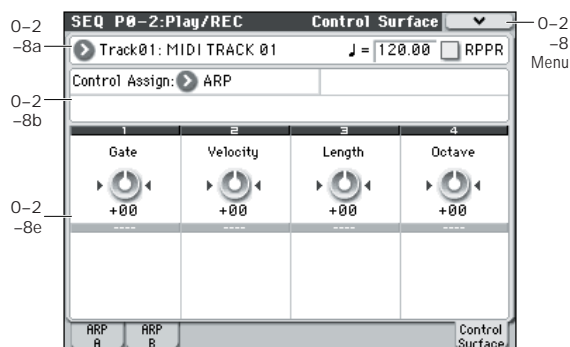 SEQ P0-2:Play/REC Control Surface
0–2
–8a
0–2
–8
Menu
Track01: MIDI TRACK 01 ♩= 120.00 RPPR
Control Assign: ARP
0–2
–8b
1 2 3 4
Gate Velocity Length Octave
+00 +00 +00 +00
0–2
–8e
---- ---- ---- ----
ARP A
ARP B
Control Surface